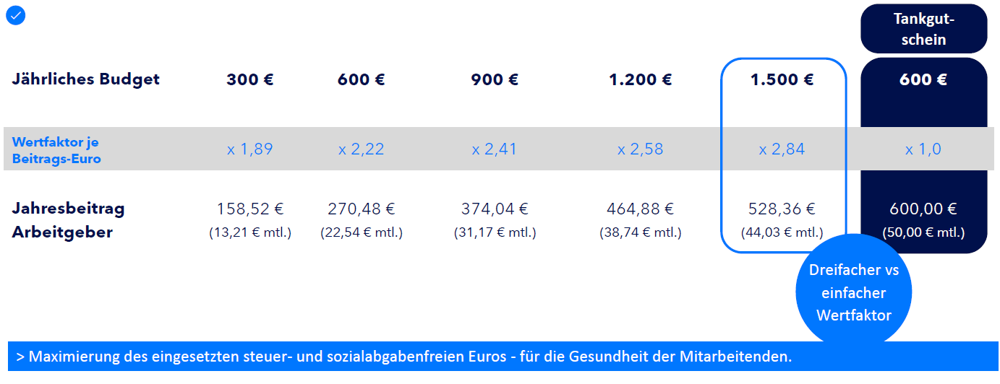 Tankgut-
schein
Jährliches Budget 300 € 600 € 900 € 1.200 € 1.500 € 600 €
Wertfaktor je
Beitrags-Euro
x 1,89 x 2,22 x 2,41 x 2,58 x 2,84 x 1,0
Jahresbeitrag
Arbeitgeber
158,52 € 270,48 € 374,04 € 464,88 € 528,36 € 600,00 €
(13,21 € mtl.) (22,54 € mtl.) (31,17 € mtl.) (38,74 € mtl.) (44,03 € mtl.) (50,00 € mtl.)
Dreifacher vs
einfacher
Wertfaktor
> Maximierung des eingesetzten steuer- und sozialabgabenfreien Euros - für die Gesundheit der Mitarbeitenden.